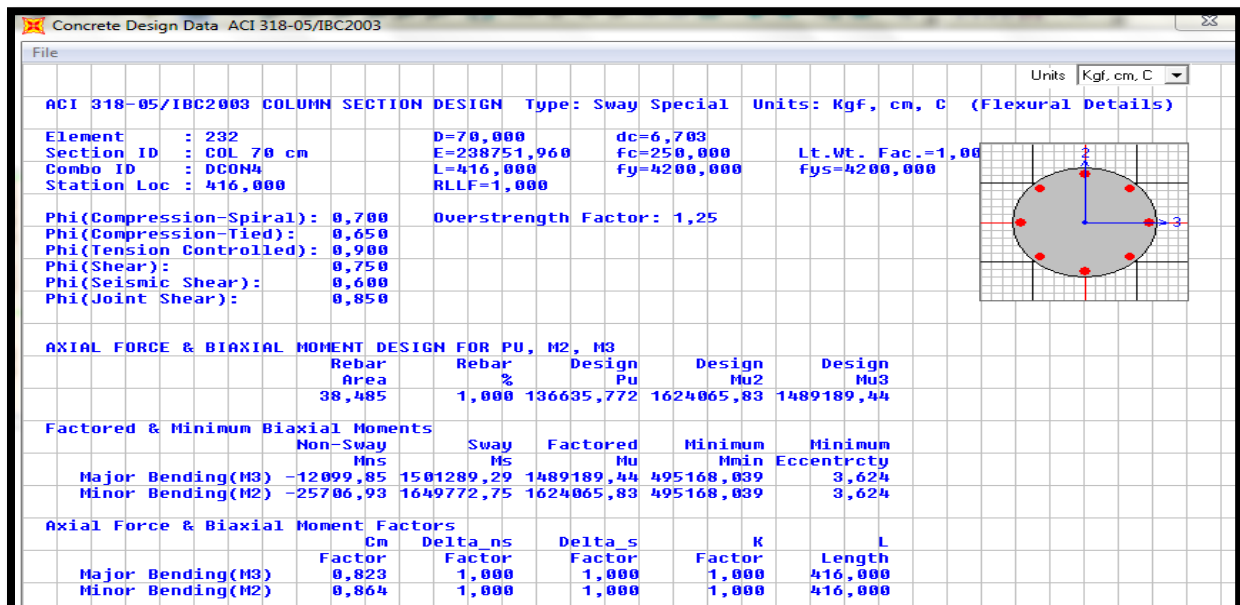 Concrete Design Data ACI 318-05/IBC2003
File
Units Kgf, cm, C
ACI 318-05/IBC2003 COLUMN SECTION DESIGN Type: Sway Special Units: Kgf, cm, C (Flexural Details)
Element : 232 D=70,000 dc=6,703
Section ID : COL 70 cm E=238751,960 fc=250,000 Lt.Wt. Fac.=1,00
Combo ID : DCON4 L=416,000 fy=4200,000 fys=4200,000
Station Loc : 416,000 RLLF=1,000
2
3
Phi(Compression-Spiral): 0,700 Overstrength Factor: 1,25
Phi(Compression-Tied): 0,650
Phi(Tension Controlled): 0,900
Phi(Shear): 0,750
Phi(Seismic Shear): 0,600
Phi(Joint Shear): 0,850
AXIAL FORCE & BIAXIAL MOMENT DESIGN FOR PU, M2, M3
Rebar Rebar Design Design Design
Area % Pu Mu2 Mu3
38,485 1,000 136635,772 1624065,83 1489189,44
Factored & Minimum Biaxial Moments
Non-Sway Sway Factored Minimum Minimum
Mns Ms Mu Mmin Eccentrcty
Major Bending(M3) -12099,85 1501289,29 1489189,44 495168,039 3,624
Minor Bending(M2) -25706,93 1649772,75 1624065,83 495168,039 3,624
Axial Force & Biaxial Moment Factors
Cm Delta_ns Delta_s K L
Factor Factor Factor Factor Length
Major Bending(M3) 0,823 1,000 1,000 1,000 416,000
Minor Bending(M2) 0,864 1,000 1,000 1,000 416,000